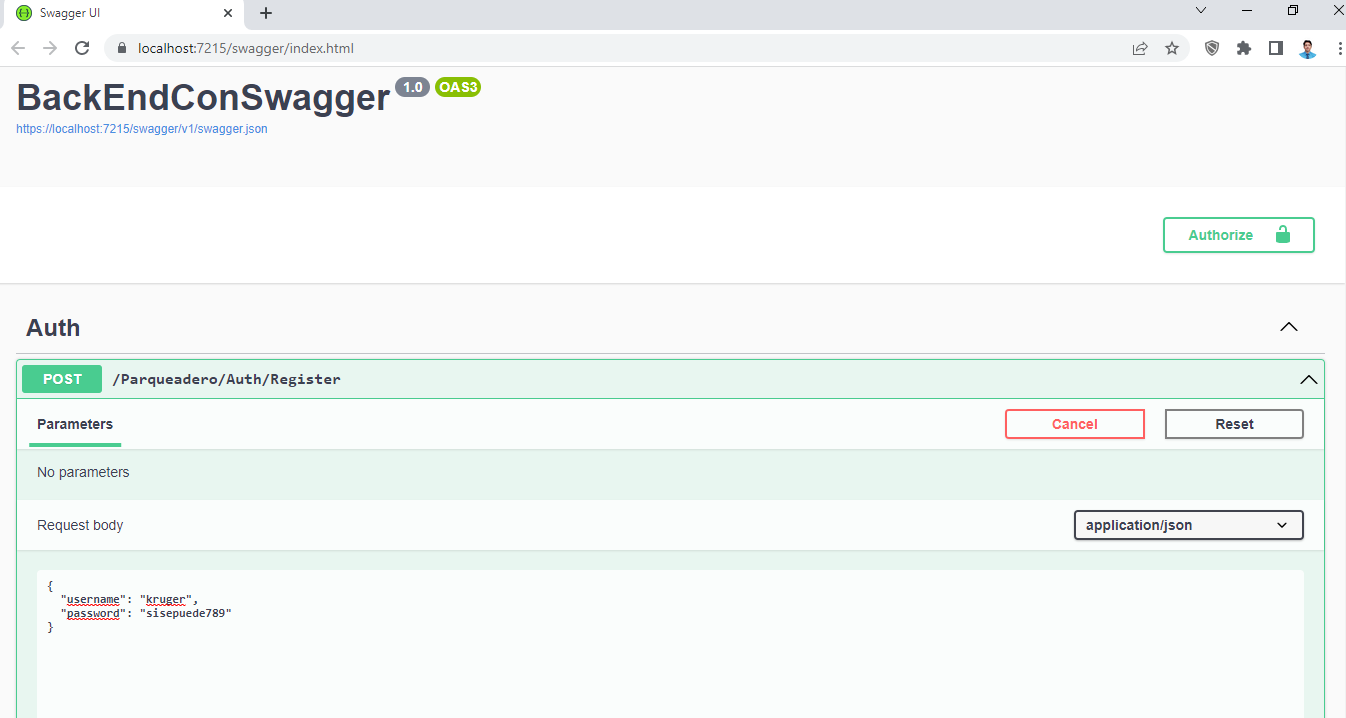 Swagger UI
localhost:7215/swagger/index.html
BackEndConSwagger 1.0 OAS3
https://localhost:7215/swagger/v1/swagger.json
Authorize
Auth
POST /Parqueadero/Auth/Register
Parameters Cancel Reset
No parameters
Request body application/json
{
"username": "kruger",
"password": "sisepuede789"
}